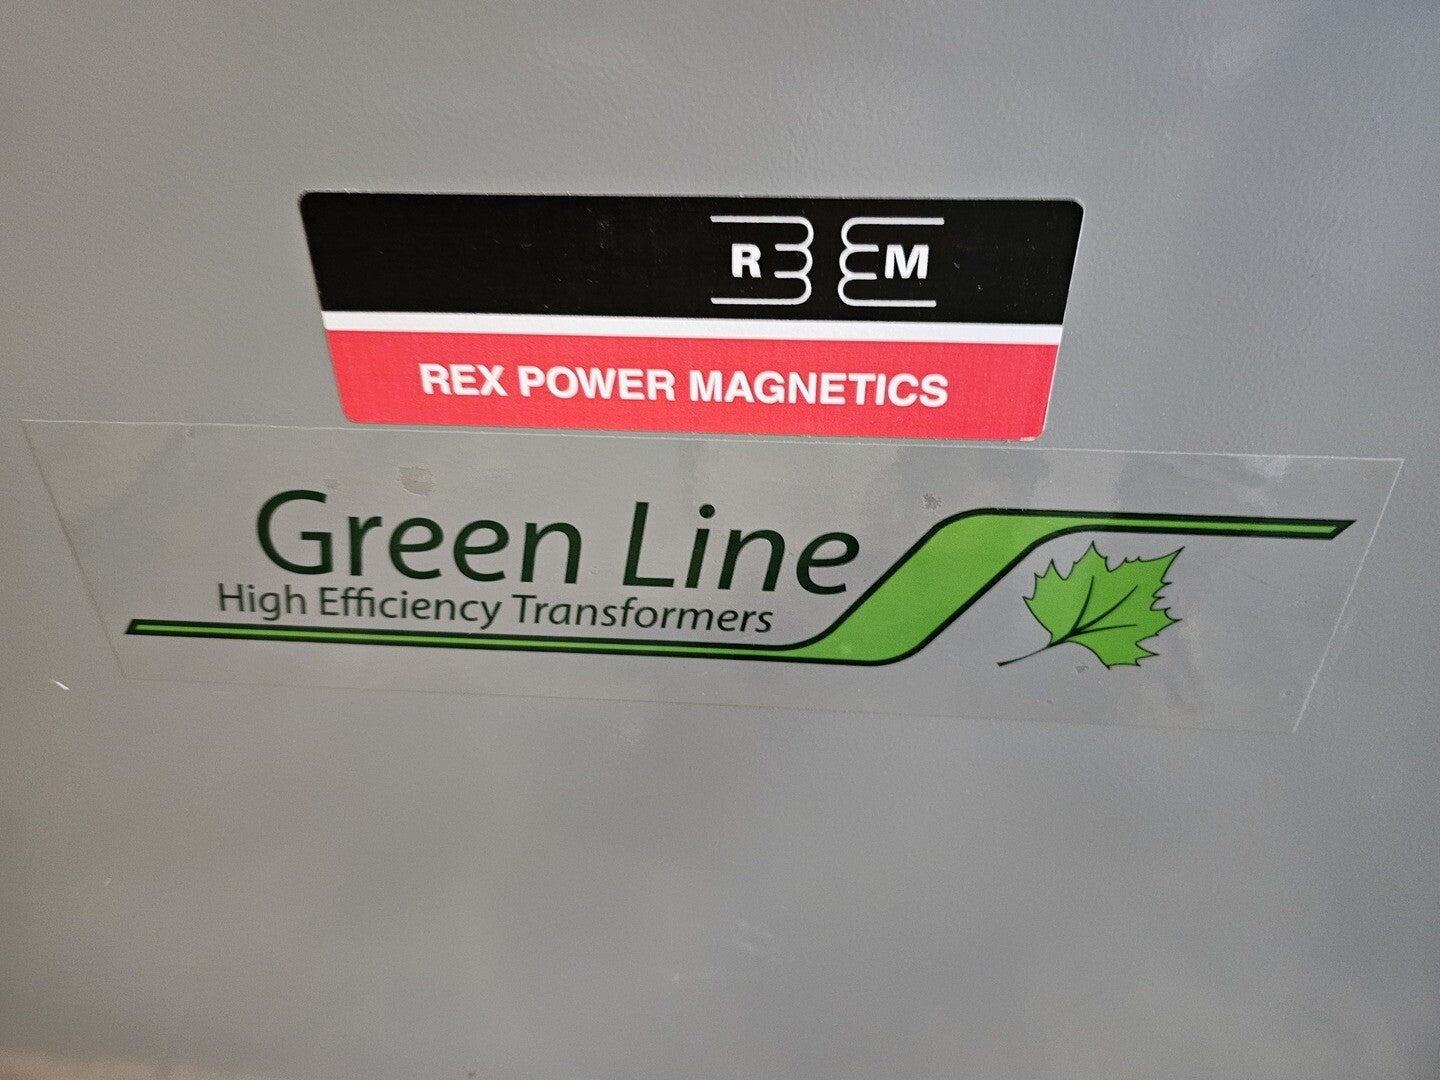 R M
REX POWER MAGNETICS
Green Line
High Efficiency Transformers